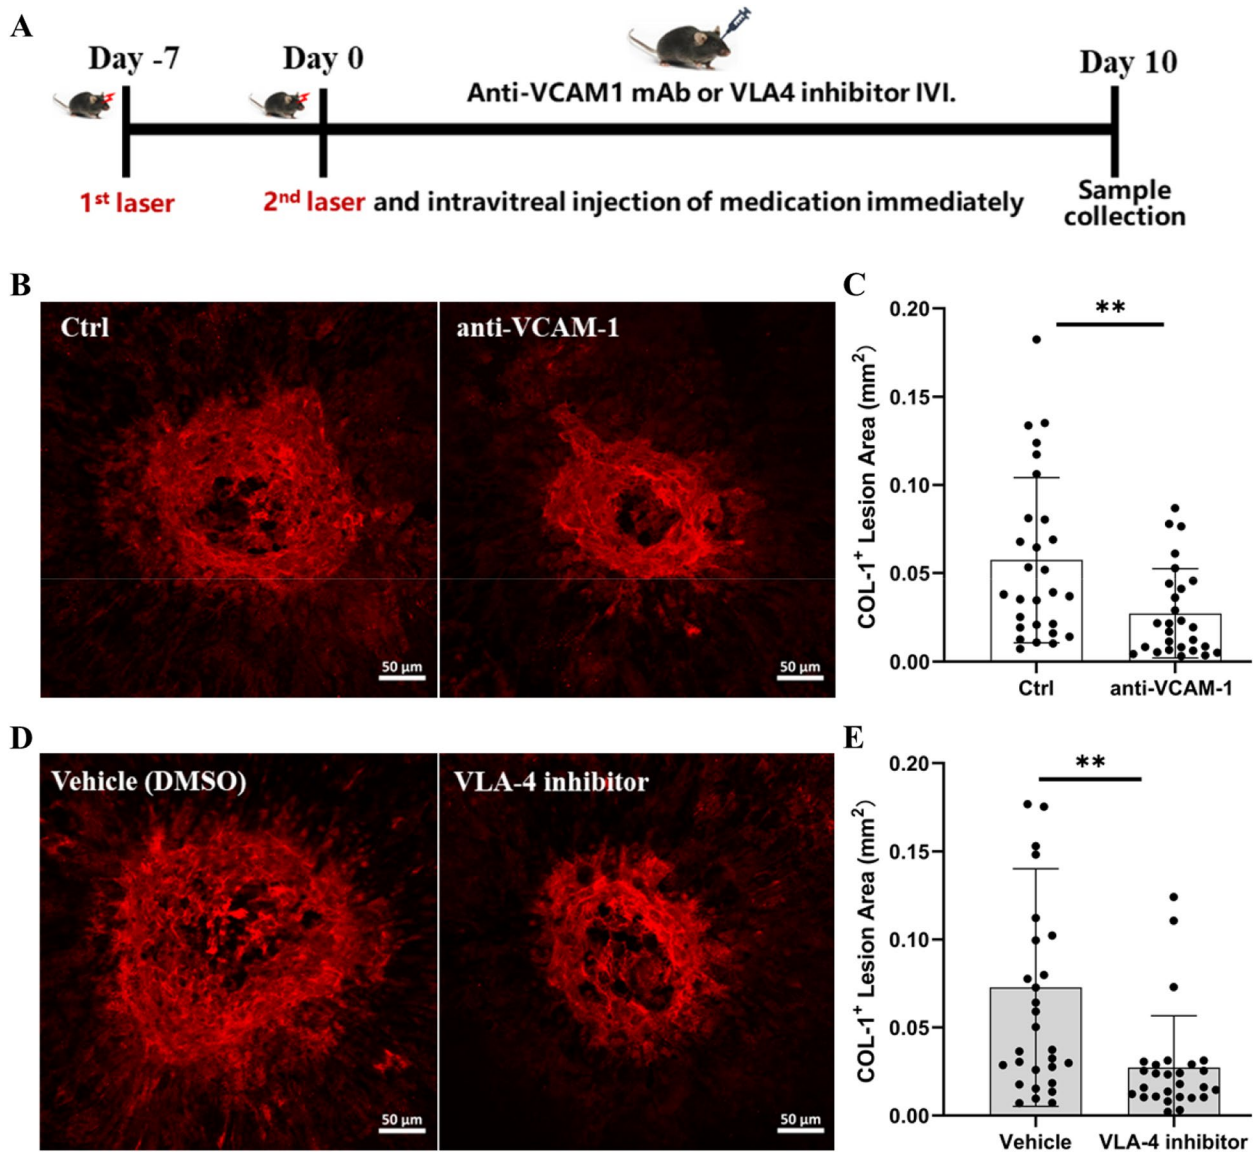 A
Day -7
Day 0
Day 10
Anti-VCAM1 mAb or VLA4 inhibitor IVI.
1st laser
2nd laser and intravitreal injection of medication immediately
Sample
collection
B
Ctrl
anti-VCAM-1
50 µm
50 µm
C
**
COL-1+ Lesion Area (mm2)
0.20
0.15
0.10
0.05
0.00
Ctrl
anti-VCAM-1
D
Vehicle (DMSO)
VLA-4 inhibitor
50 µm
50 µm
E
**
COL-1+ Lesion Area (mm2)
0.20
0.15
0.10
0.05
0.00
Vehicle
VLA-4 inhibitor